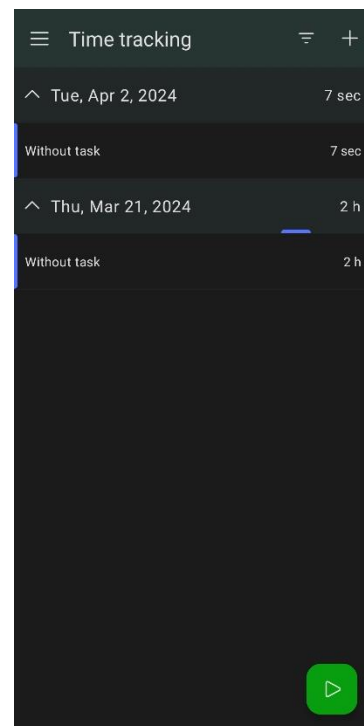 Time tracking
Tue, Apr 2, 2024 7 sec
Without task 7 sec
Thu, Mar 21, 2024 2 h
Without task 2 h